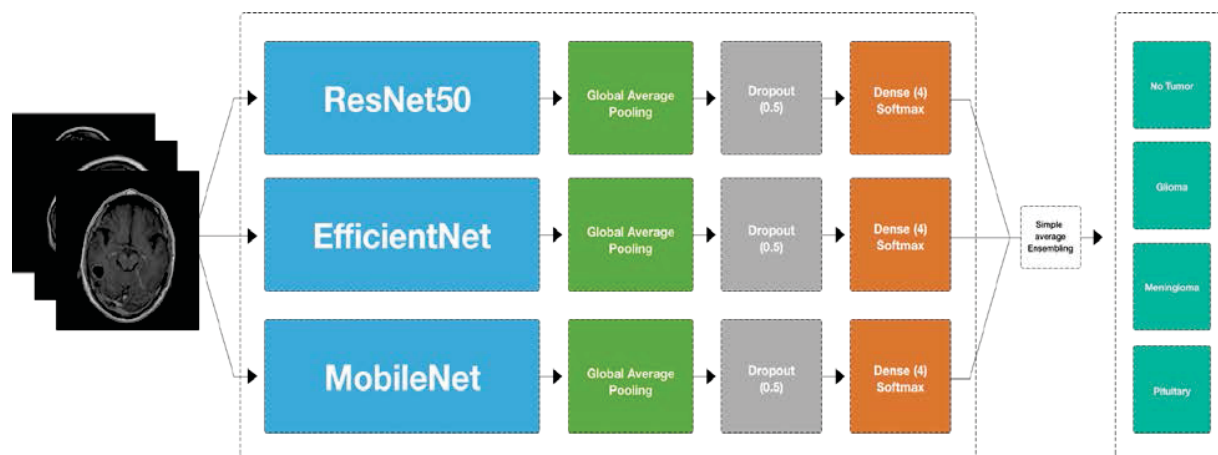 ResNet50
Global Average
Pooling
Dropout
(0.5)
Dense (4)
Softmax
EfficientNet
Global Average
Pooling
Dropout
(0.5)
Dense (4)
Softmax
MobileNet
Global Average
Pooling
Dropout
(0.5)
Dense (4)
Softmax
Simple
average
Ensembling
No Tumor
Glioma
Meningioma
Pituitary